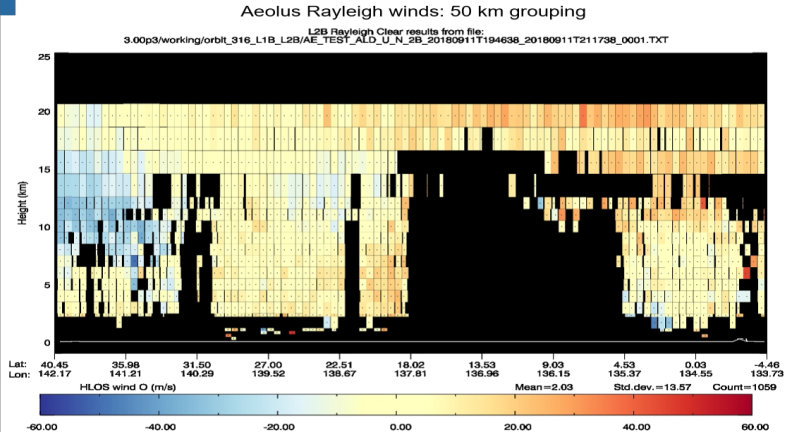 Aeolus Rayleigh winds: 50 km grouping
L2B Rayleigh Clear results from file:
3.00p3/working/orbit_316_L1B_L2B/AE_TEST_ALD_U_N_2B_20180911T194638_20180911T211738_0001.TXT
25
20
15
10
5
0
Height (km)
Lat: 40.45 35.98 31.50 27.00 22.51 18.02 13.53 9.03 4.53 0.03 -4.46
Lon: 142.17 141.21 140.29 139.52 138.67 137.81 136.96 136.15 135.37 134.55 133.73
HLOS wind O (m/s) Mean=2.03 Std.dev.=13.57 Count=1059
-60.00 -40.00 -20.00 0.00 20.00 40.00 60.00